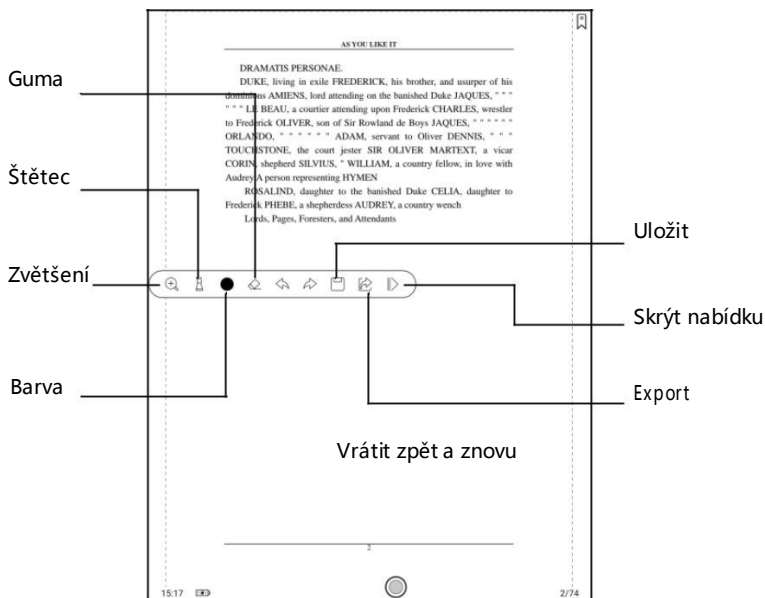 AS YOU LIKE IT
DRAMATIS PERSONAE.
DUKE, living in exile FREDERICK, his brother, and usurper of his
dominions AMIENS, lord attending on the banished Duke JAQUES, " " "
" " " LE BEAU, a courtier attending upon Frederick CHARLES, wrestler
to Frederick OLIVER, son of Sir Rowland de Boys JAQUES, " " " " " "
ORLANDO, " " " " " " ADAM, servant to Oliver DENNIS, " " "
TOUCHSTONE, the court jester SIR OLIVER MARTEXT, a vicar
CORIN, shepherd SILVIUS, " WILLIAM, a country fellow, in love with
Audrey A person representing HYMEN
ROSALIND, daughter to the banished Duke CELIA, daughter to
Frederick PHEBE, a shepherdess AUDREY, a country wench
Lords, Pages, Foresters, and Attendants
Guma
Štětec
Zvětšení
Barva
Uložit
Skrýt nabídku
Export
Vrátit zpět a znovu
2
15:17
2/74